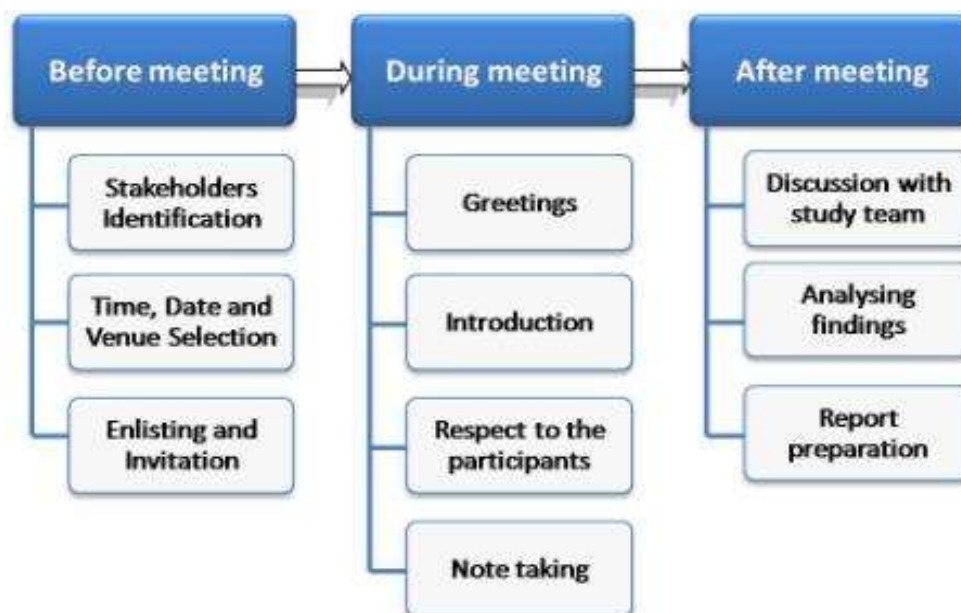 Before meeting
Stakeholders
Identification
Time, Date and
Venue Selection
Enlisting and
Invitation
During meeting
Greetings
Introduction
Respect to the
participants
Note taking
After meeting
Discussion with
study team
Analysing
findings
Report
preparation